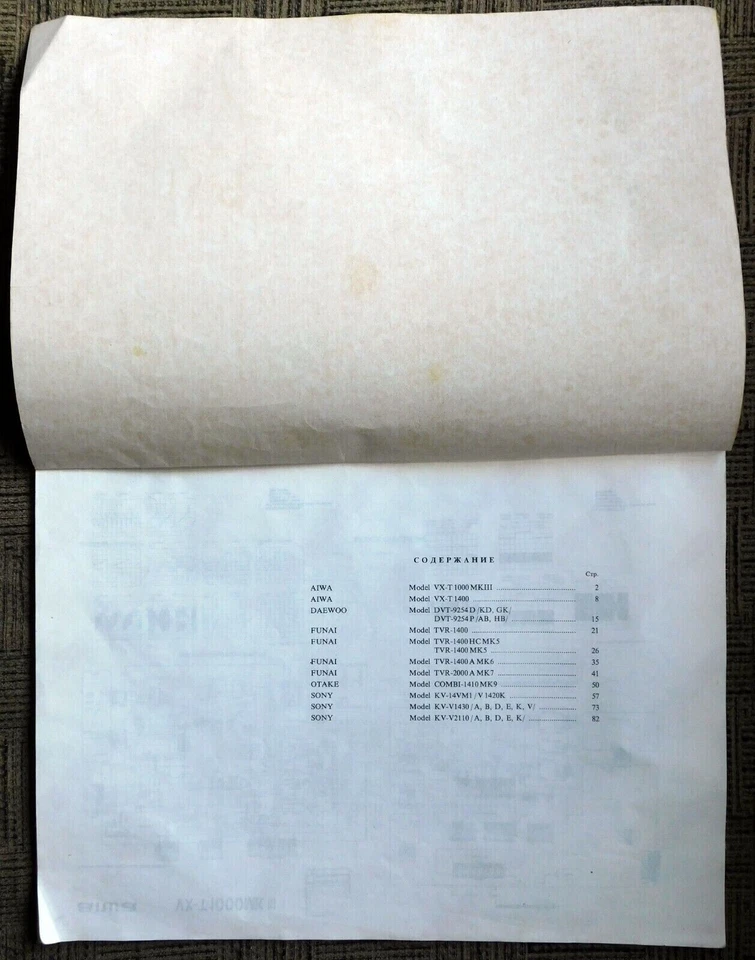 СОДЕРЖАНИЕ
Стр.
AIWA Model VX-T 1000 MKIII 2
AIWA Model VX-T 1400 8
DAEWOO Model DVT-9254 D /KD, GK/
DVT-9254 P /AB, HB/ 15
FUNAI Model TVR-1400 21
FUNAI Model TVR-1400 HC MK5
TVR-1400 MK5 26
FUNAI Model TVR-1400 A MK6 35
FUNAI Model TVR-2000 A MK7 41
OTAKE Model COMBI-1410 MK9 50
SONY Model KV-14VM1 / V 1420K 57
SONY Model KV-V1430 / A, B, D, E, K, V/ 73
SONY Model KV-V2110 / A, B, D, E, K/ 82